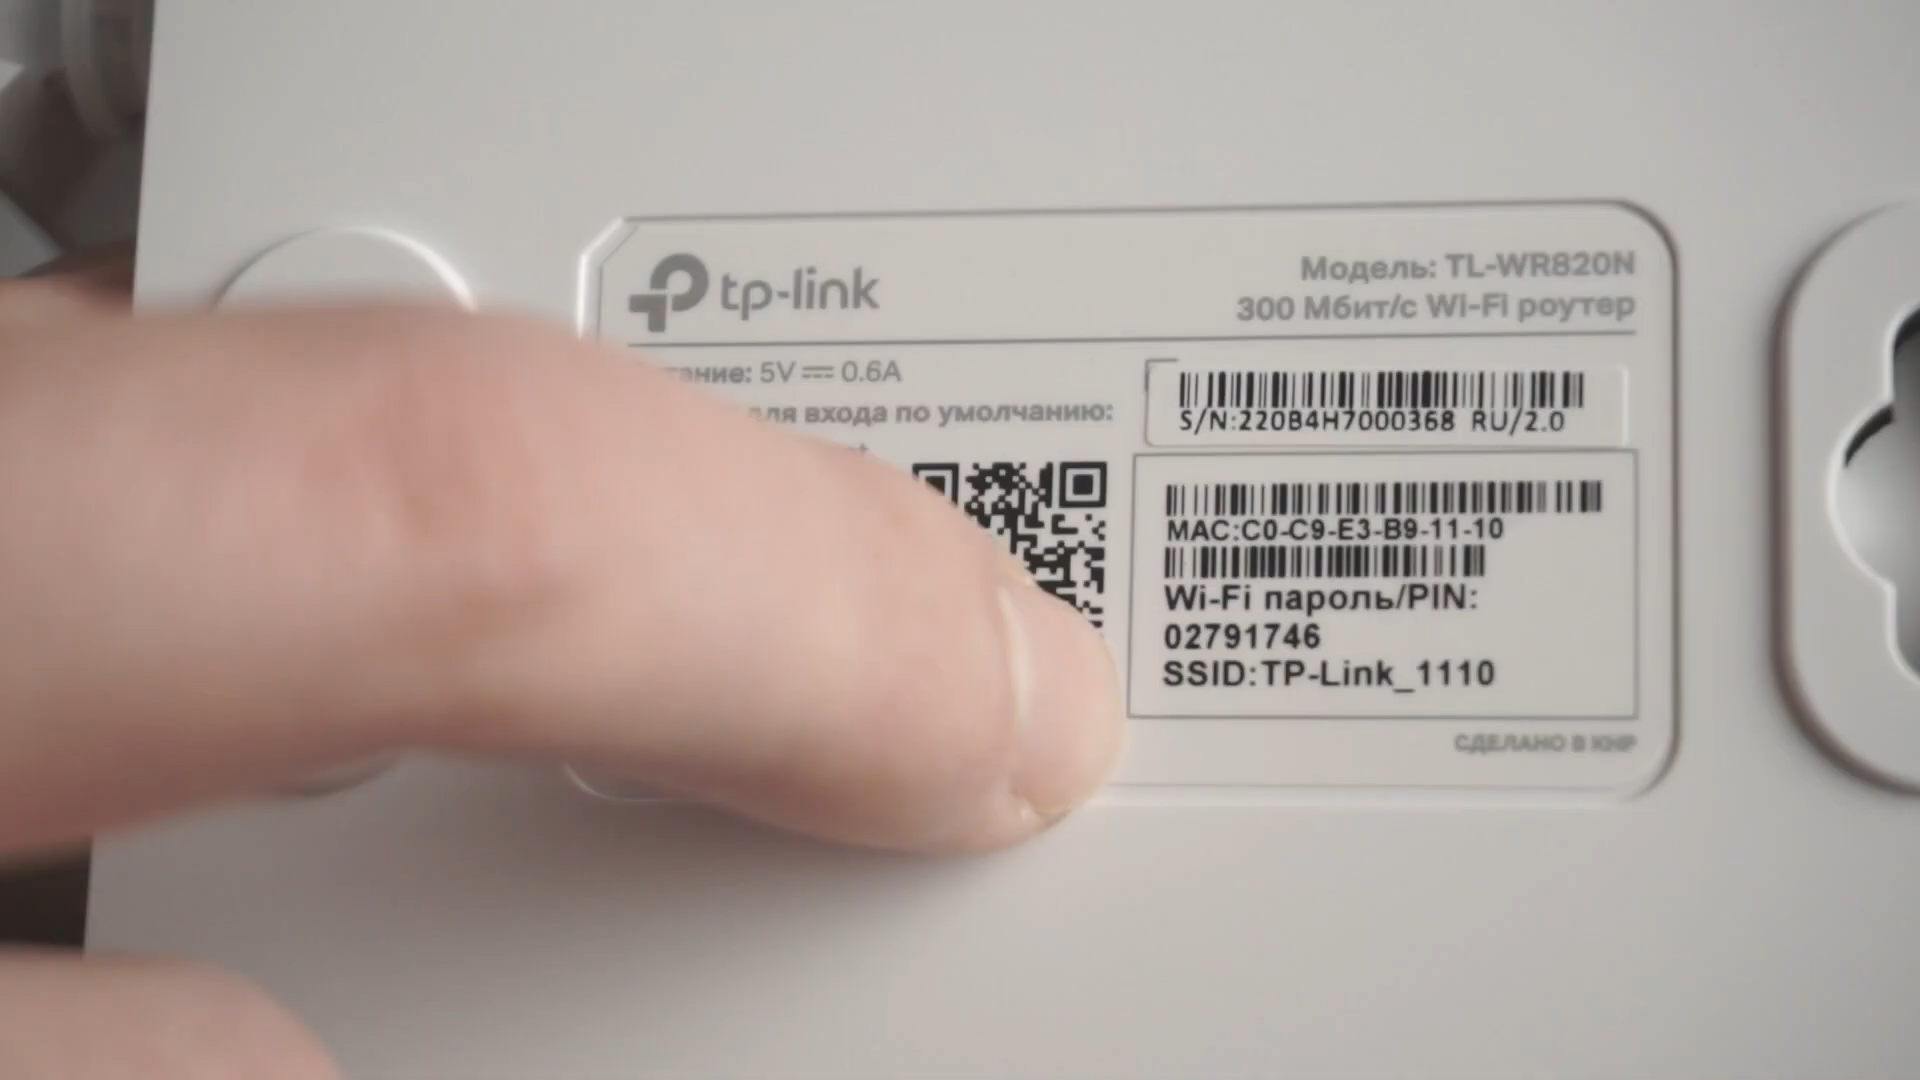 tp-link
Модель: TL-WR820N
300 Мбит/с Wi-Fi роутер
5V 0.6A
для входа по умолчанию:
S/N:220B4H7000368 RU/2.0
MAC:C0-C9-E3-B9-11-10
Wi-Fi пароль/PIN:
02791746
SSID:TP-Link_1110
СДЕЛАНО В КНР